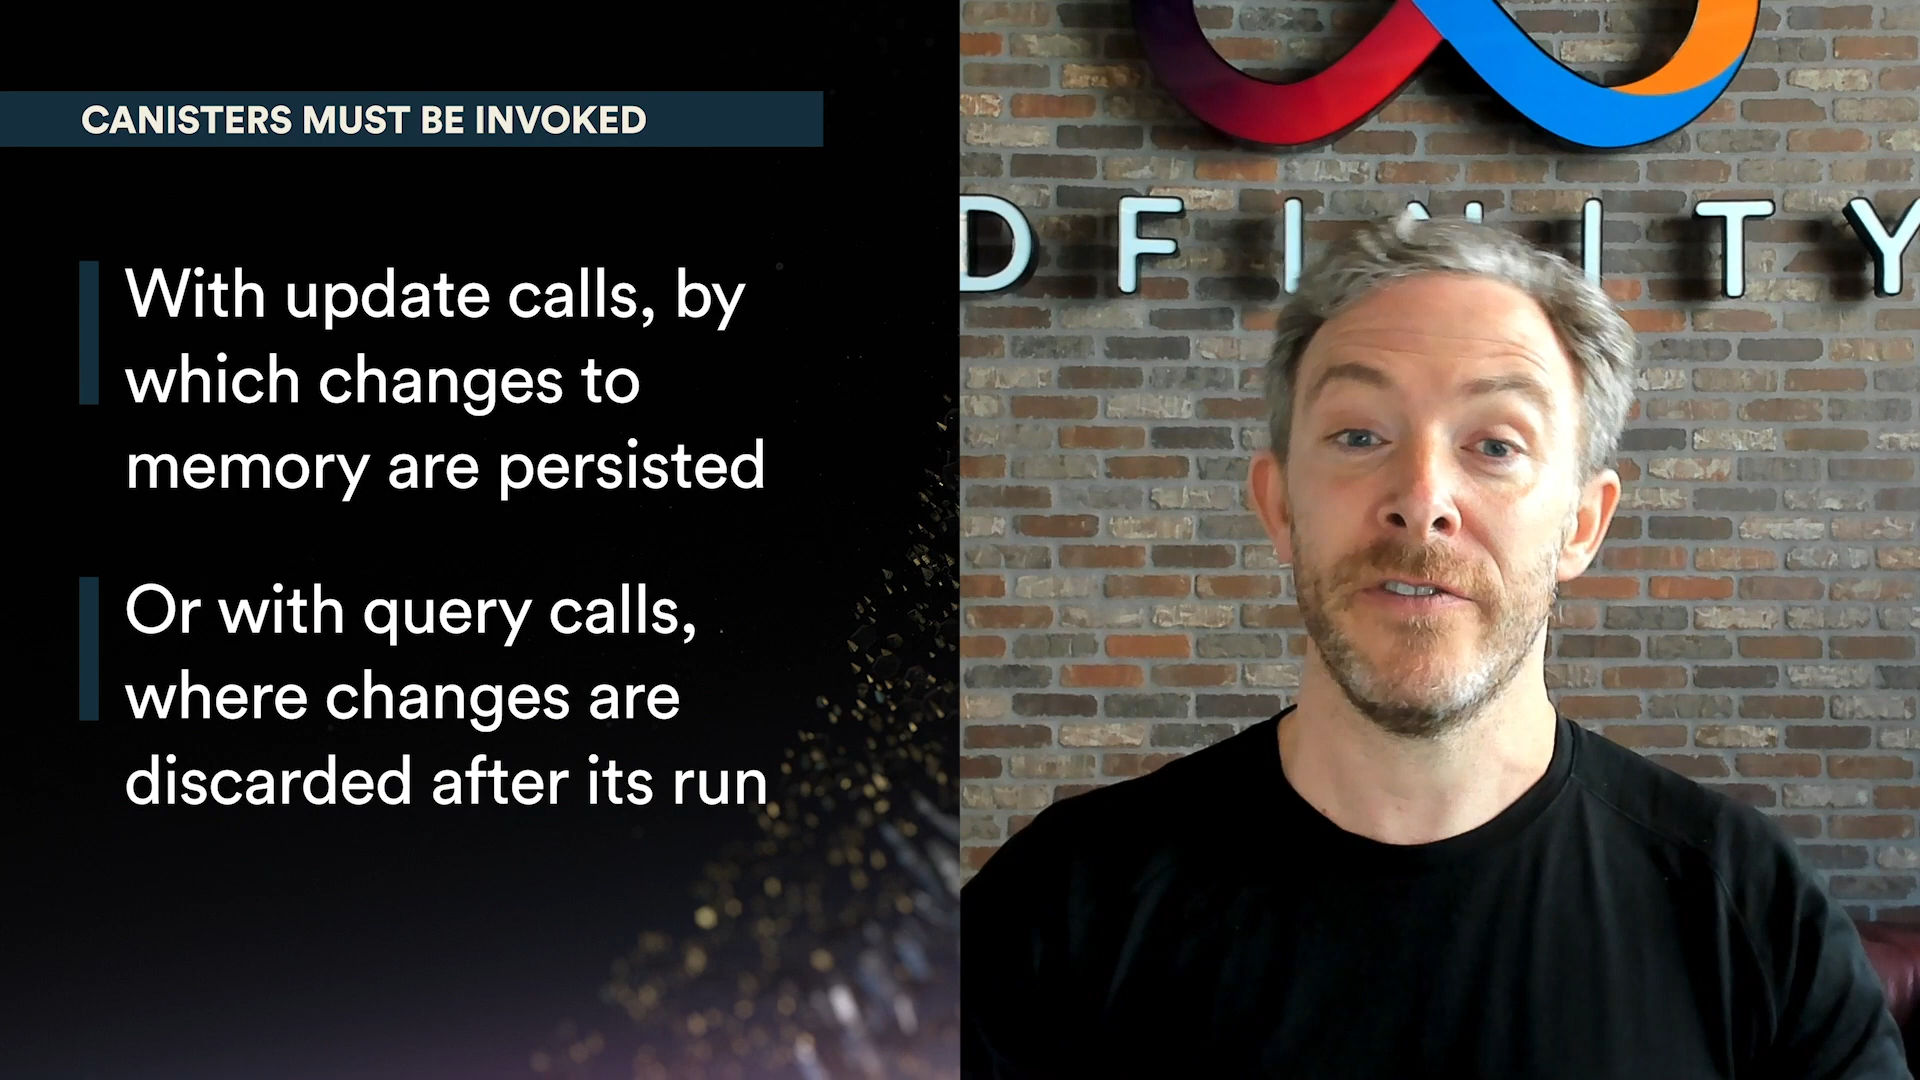 CANISTERS MUST BE INVOKED
With update calls, by
which changes to
memory are persisted
Or with query calls,
where changes are
discarded after its run
DFINITY